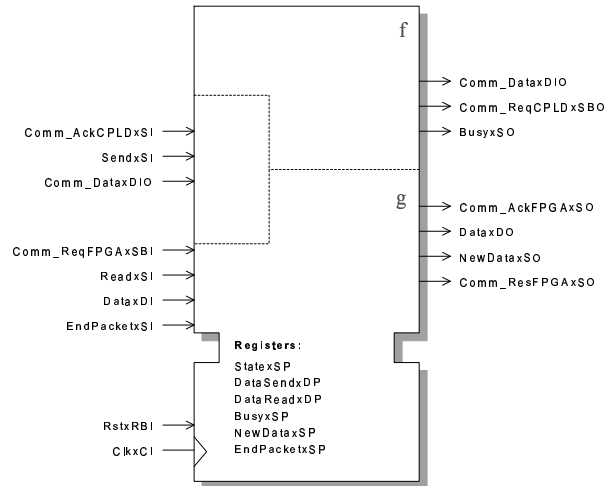 f
Comm_DataxDIO
Comm_ReqCPLDxSBO
BusyxSO
Comm_AckCPLDxSI
SendxSI
Comm_DataxDIO
g
Comm_AckFPGAxSO
DataxDO
NewDataxSO
Comm_ResFPGAxSO
Comm_ReqFPGAxSBI
ReadxSI
DataxDI
EndPacketxSI
Registers:
StatexSP
DataSendxDP
DataReadxDP
BusyxSP
NewDataxSP
EndPacketxSP
RstxRBI
ClkxCI